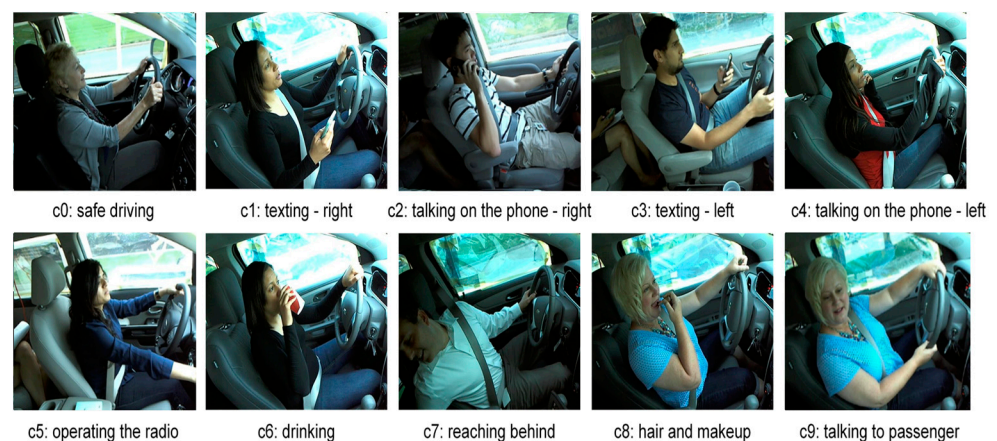 c0: safe driving
c1: texting - right
c2: talking on the phone - right
c3: texting - left
c4: talking on the phone - left
c5: operating the radio
c6: drinking
c7: reaching behind
c8: hair and makeup
c9: talking to passenger